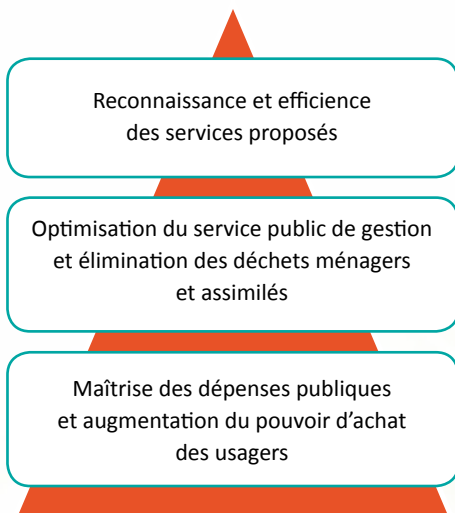 Reconnaissance et efficience
des services proposés
Optimisation du service public de gestion
et élimination des déchets ménagers
et assimilés
Maîtrise des dépenses publiques
et augmentation du pouvoir d’achat
des usagers